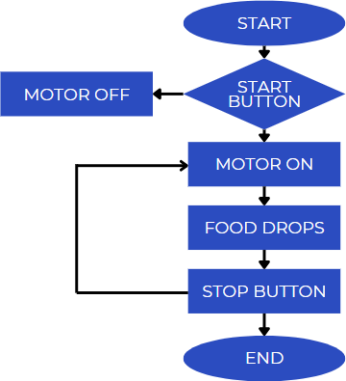 START
START
BUTTON
MOTOR OFF
MOTOR ON
FOOD DROPS
STOP BUTTON
END